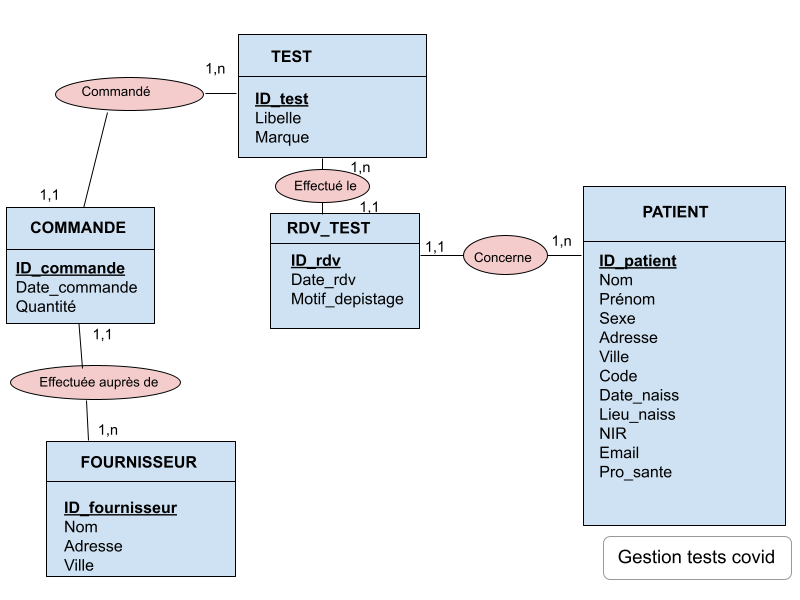 TEST
1,n
Commandé
ID_test
Libelle
Marque
1,n
Effectué le
1,1
1,1
COMMANDE
ID_commande
Date_commande
Quantité
RDV_TEST
ID_rdv
Date_rdv
Motif_depistage
1,1
Concerne
1,n
PATIENT
ID_patient
Nom
Prénom
Sexe
Adresse
Ville
Code
Date_naiss
Lieu_naiss
NIR
Email
Pro_sante
1,1
Effectuée auprès de
1,n
FOURNISSEUR
ID_fournisseur
Nom
Adresse
Ville
Gestion tests covid